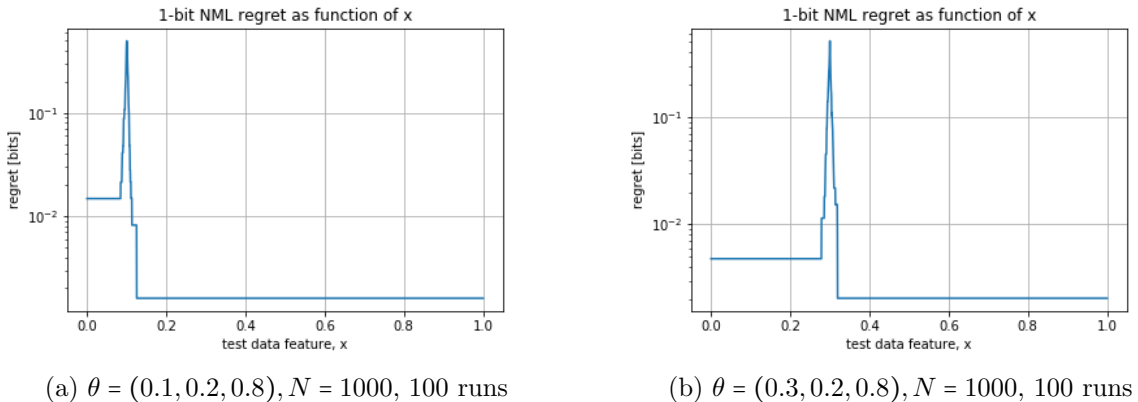 1-bit NML regret as function of x
regret [bits]
10⁻¹
10⁻²
0.0 0.2 0.4 0.6 0.8 1.0
test data feature, x
(a) θ = (0.1, 0.2, 0.8), N = 1000, 100 runs
1-bit NML regret as function of x
regret [bits]
10⁻¹
10⁻²
0.0 0.2 0.4 0.6 0.8 1.0
test data feature, x
(b) θ = (0.3, 0.2, 0.8), N = 1000, 100 runs